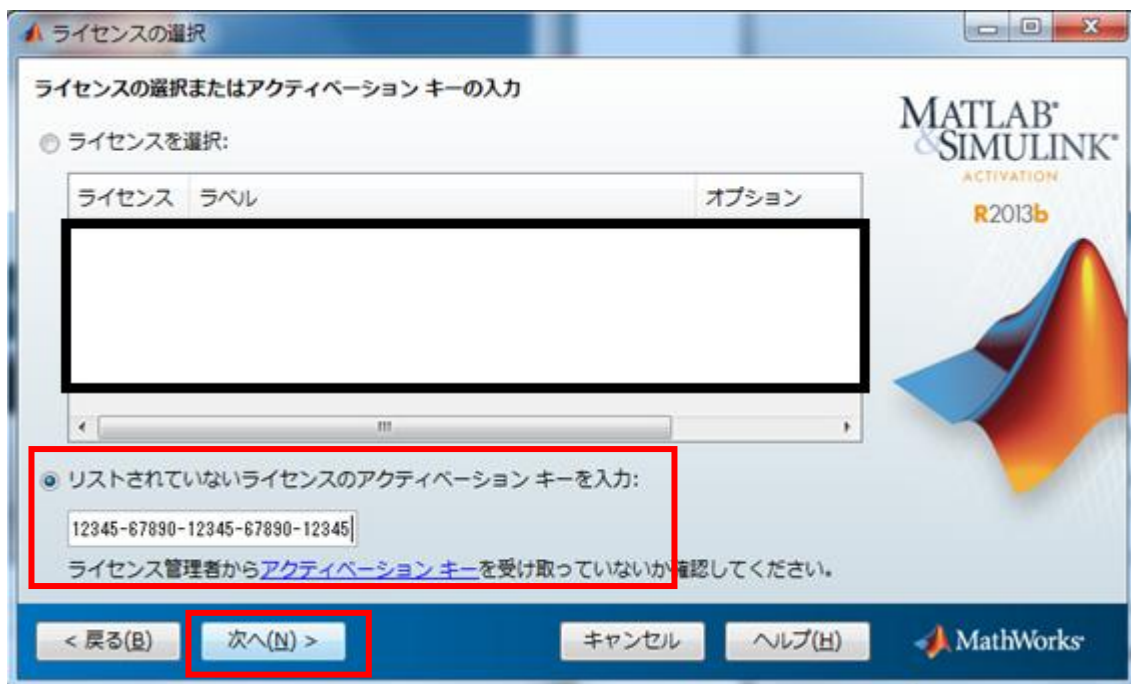 ライセンスの選択
ライセンスの選択またはアクティベーション キーの入力
ライセンスを選択:
ライセンス ラベル オプション
リストされていないライセンスのアクティベーション キーを入力:
12345-67890-12345-67890-12345
ライセンス管理者からアクティベーション キーを受け取っていないか確認してください。
< 戻る(B) 次へ(N) > キャンセル ヘルプ(H)
MATLAB®
&SIMULINK®
ACTIVATION
R2013b
MathWorks®